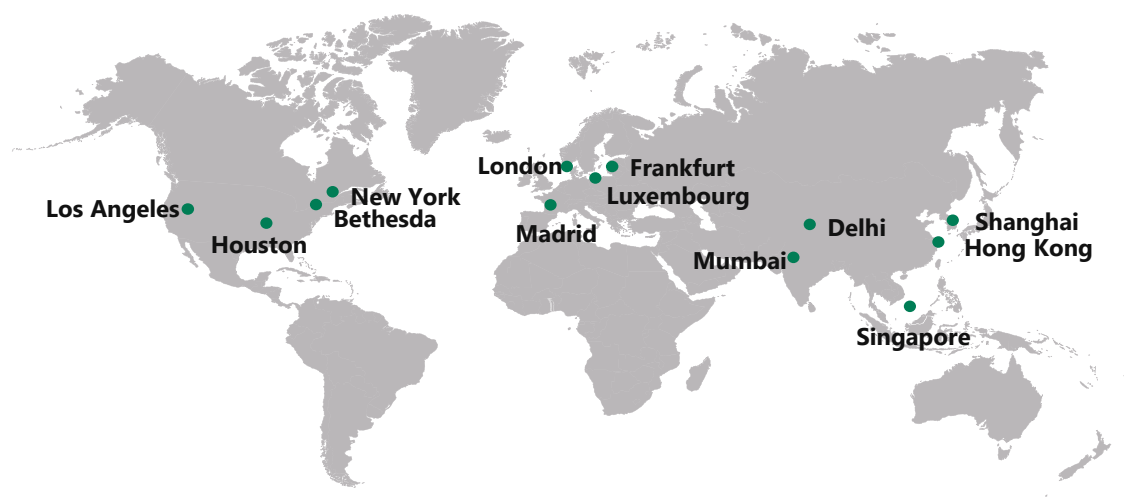 London
Frankfurt
Luxembourg
New York
Los Angeles
Bethesda
Houston
Madrid
Delhi
Shanghai
Hong Kong
Mumbai
Singapore